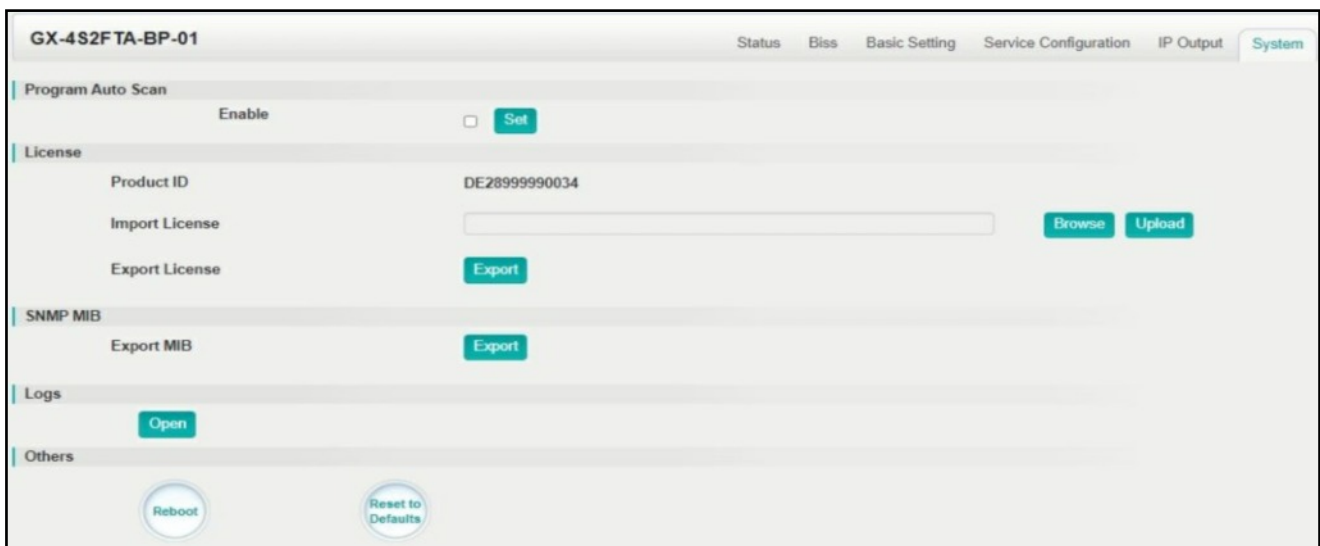 GX-4S2FTA-BP-01
Status Biss Basic Setting Service Configuration IP Output System
Program Auto Scan
Enable Set
License
Product ID DE28999990034
Import License Browse Upload
Export License Export
SNMP MIB
Export MIB Export
Logs
Open
Others
Reboot
Reset to
Defaults